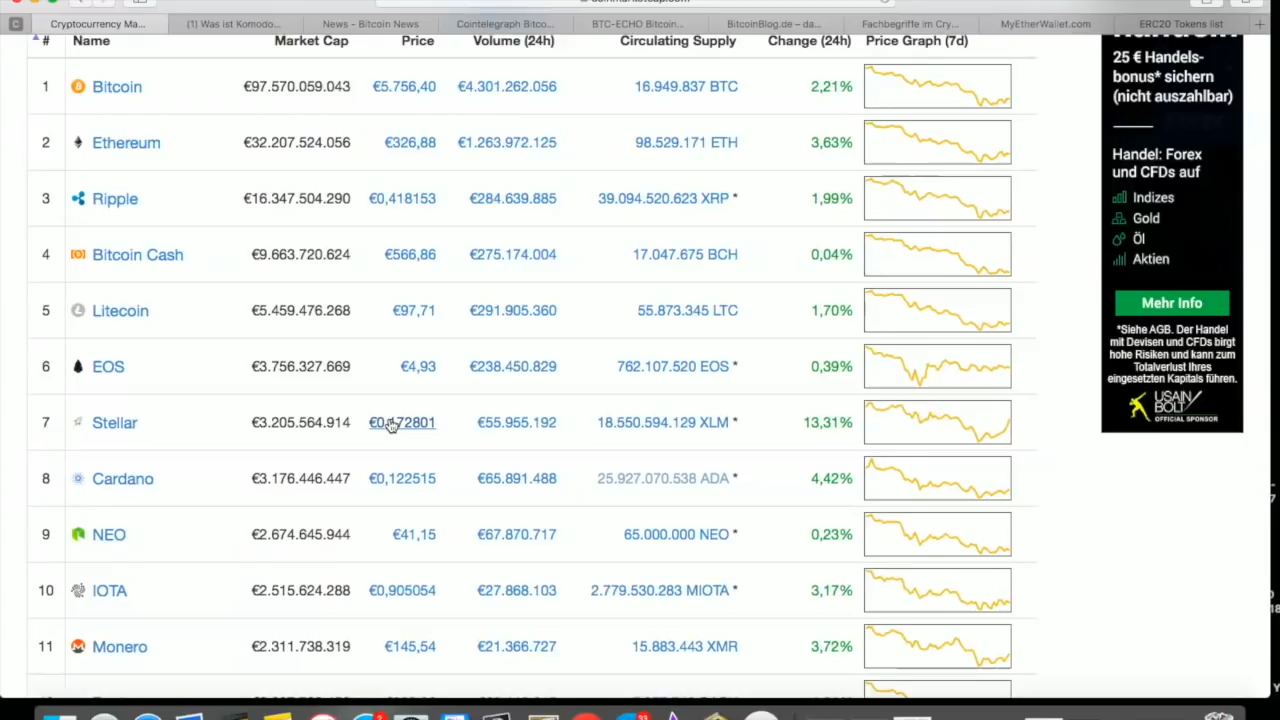 coinmarketcap.com
Cryptocurrency Ma...
(1) Was ist Komodo...
News - Bitcoin News
Cointelegraph Bitco...
BTC-ECHO Bitcoin...
BitcoinBlog.de – da...
Fachbegriffe im Cry...
MyEtherWallet.com
ERC20 Tokens list
# Name Market Cap Price Volume (24h) Circulating Supply Change (24h) Price Graph (7d)
1 Bitcoin €97.570.059.043 €5.756,40 €4.301.262.056 16.949.837 BTC 2,21%
2 Ethereum €32.207.524.056 €326,88 €1.263.972.125 98.529.171 ETH 3,63%
3 Ripple €16.347.504.290 €0,418153 €284.639.885 39.094.520.623 XRP * 1,99%
4 Bitcoin Cash €9.663.720.624 €566,86 €275.174.004 17.047.675 BCH 0,04%
5 Litecoin €5.459.476.268 €97,71 €291.905.360 55.873.345 LTC 1,70%
6 EOS €3.756.327.669 €4,93 €238.450.829 762.107.520 EOS * 0,39%
7 Stellar €3.205.564.914 €0,172801 €55.955.192 18.550.594.129 XLM * 13,31%
8 Cardano €3.176.446.447 €0,122515 €65.891.488 25.927.070.538 ADA * 4,42%
9 NEO €2.674.645.944 €41,15 €67.870.717 65.000.000 NEO * 0,23%
10 IOTA €2.515.624.288 €0,905054 €27.868.103 2.779.530.283 MIOTA * 3,17%
11 Monero €2.311.738.319 €145,54 €21.366.727 15.883.443 XMR 3,72%
25 € Handels-
bonus* sichern
(nicht auszahlbar)
Handel: Forex
und CFDs auf
Indizes
Gold
Öl
Aktien
Mehr Info
*Siehe AGB. Der Handel
mit Devisen und CFDs birgt
hohe Risiken und kann zum
Totalverlust Ihres
eingesetzten Kapitals führen.
USAIN
BOLT
OFFICIAL SPONSOR